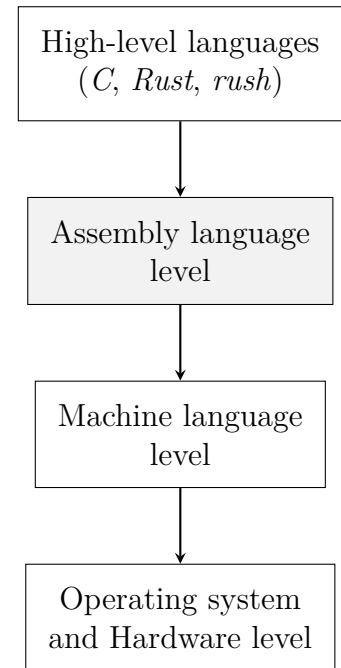 High-level languages
(C, Rust, rush)
Assembly language
level
Machine language
level
Operating system
and Hardware level